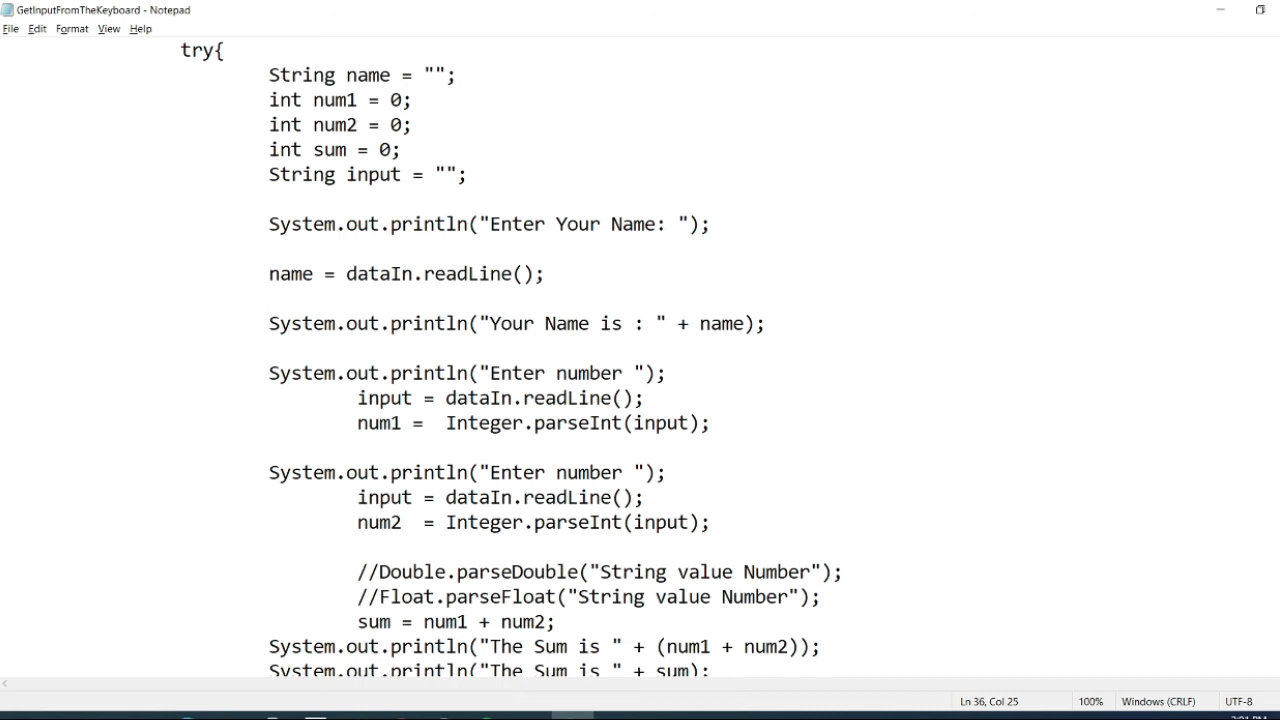 GetInputFromTheKeyboard - Notepad
File Edit Format View Help
try{
String name = "";
int num1 = 0;
int num2 = 0;
int sum = 0;
String input = "";
System.out.println("Enter Your Name: ");
name = dataIn.readLine();
System.out.println("Your Name is : " + name);
System.out.println("Enter number ");
input = dataIn.readLine();
num1 =  Integer.parseInt(input);
System.out.println("Enter number ");
input = dataIn.readLine();
num2  = Integer.parseInt(input);
//Double.parseDouble("String value Number");
//Float.parseFloat("String value Number");
sum = num1 + num2;
System.out.println("The Sum is " + (num1 + num2));
System.out.println("The Sum is " + sum);
Ln 36, Col 25 100% Windows (CRLF) UTF-8